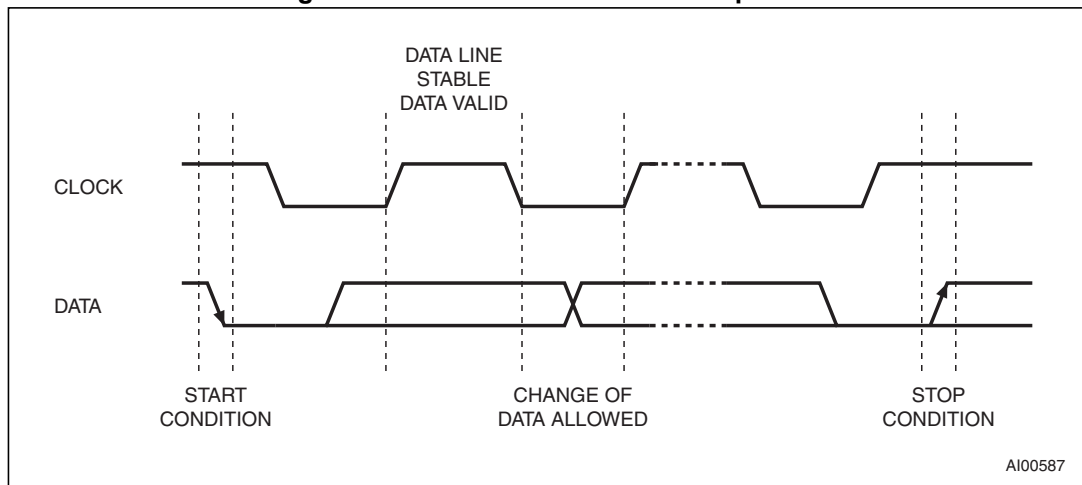 DATA LINE
STABLE
DATA VALID
CLOCK
DATA
START
CONDITION
CHANGE OF
DATA ALLOWED
STOP
CONDITION
AI00587